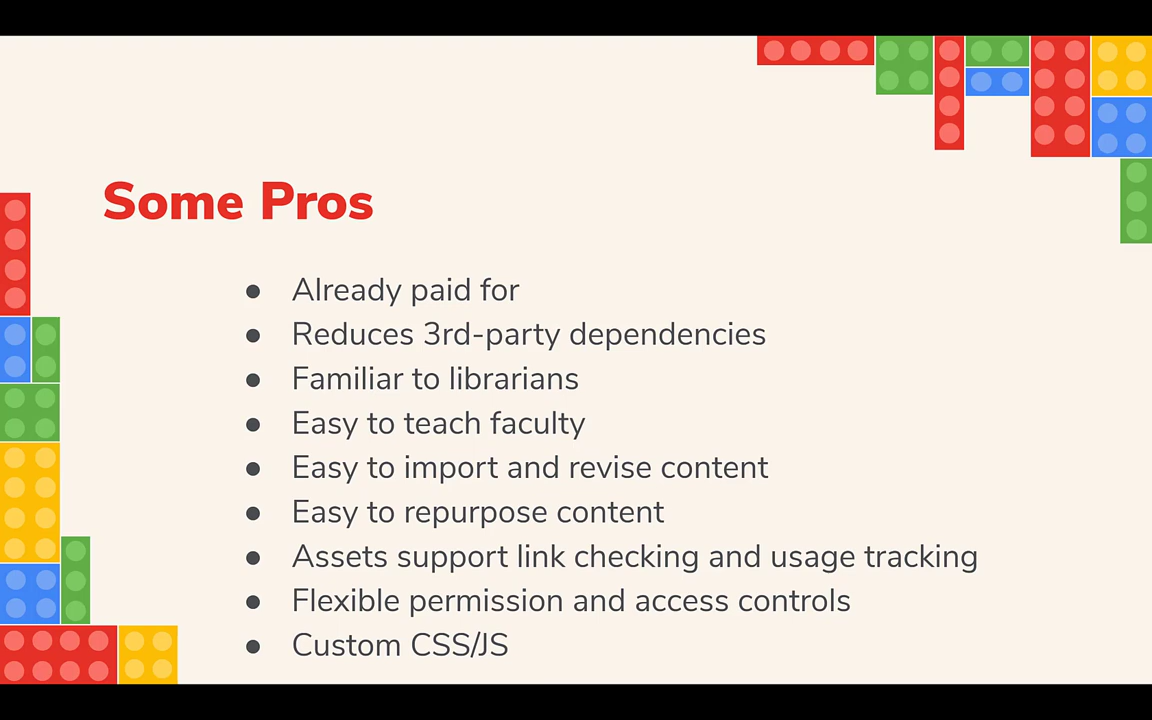 Some Pros
● Already paid for
● Reduces 3rd-party dependencies
● Familiar to librarians
● Easy to teach faculty
● Easy to import and revise content
● Easy to repurpose content
● Assets support link checking and usage tracking
● Flexible permission and access controls
● Custom CSS/JS